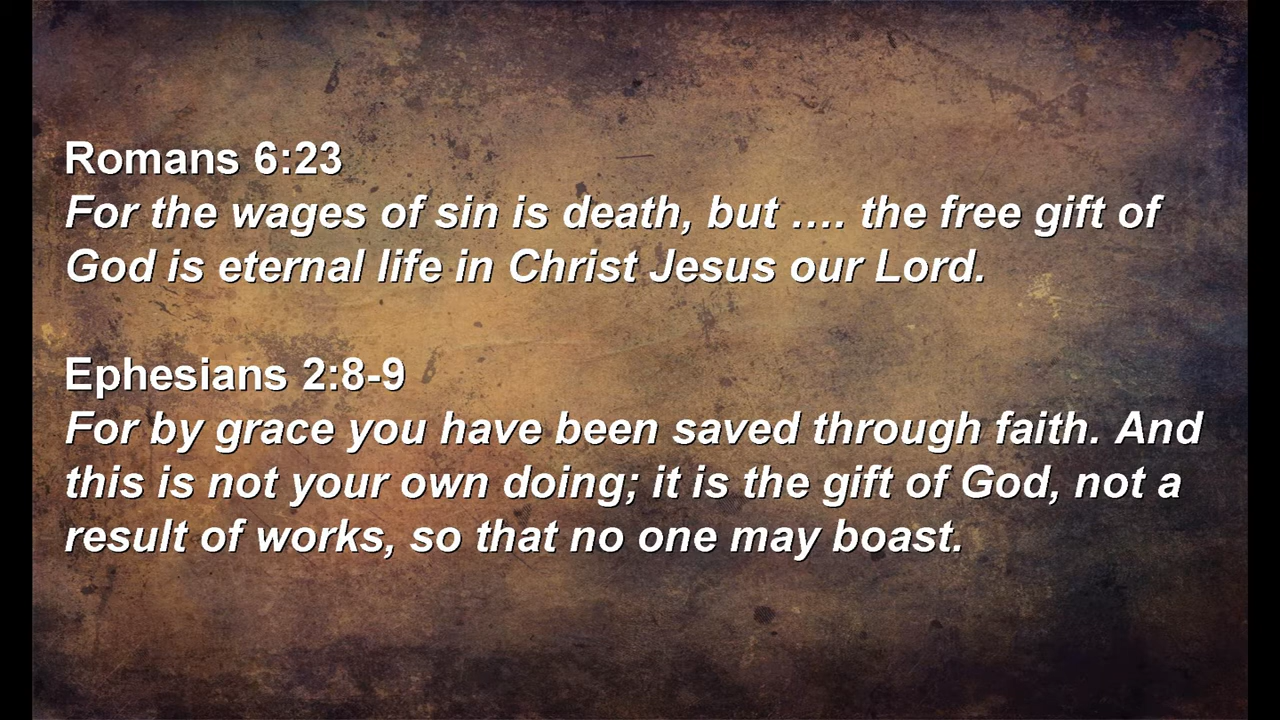 Romans 6:23
For the wages of sin is death, but .... the free gift of
God is eternal life in Christ Jesus our Lord.
Ephesians 2:8-9
For by grace you have been saved through faith. And
this is not your own doing; it is the gift of God, not a
result of works, so that no one may boast.